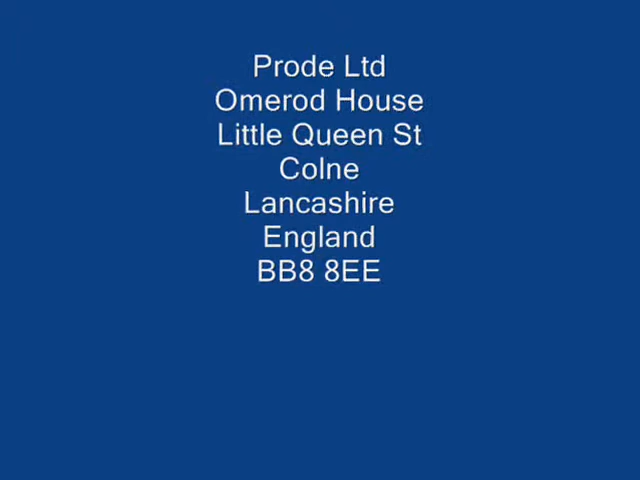 Prode Ltd
Omerod House
Little Queen St
Colne
Lancashire
England
BB8 8EE